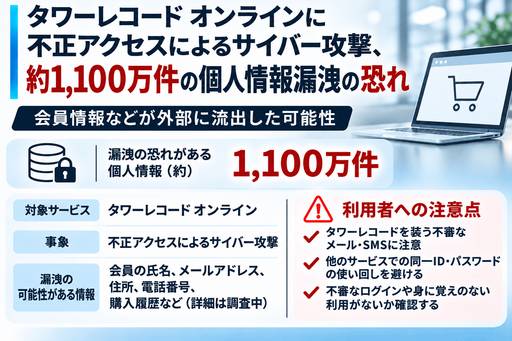 タワーレコード オンラインに
不正アクセスによるサイバー攻撃、
約1,100万件の個人情報漏洩の恐れ
会員情報などが外部に流出した可能性
漏洩の恐れがある
個人情報(約)
1,100万件
対象サービス
タワーレコード オンライン
事象
不正アクセスによるサイバー攻撃
漏洩の
可能性がある情報
会員の氏名、メールアドレス、
住所、電話番号、
購入履歴など(詳細は調査中)
利用者への注意点
タワーレコードを装う不審な
メール・SMSに注意
他のサービスでの同一ID・パスワード
の使い回しを避ける
不審なログインや身に覚えのない
利用がないか確認する